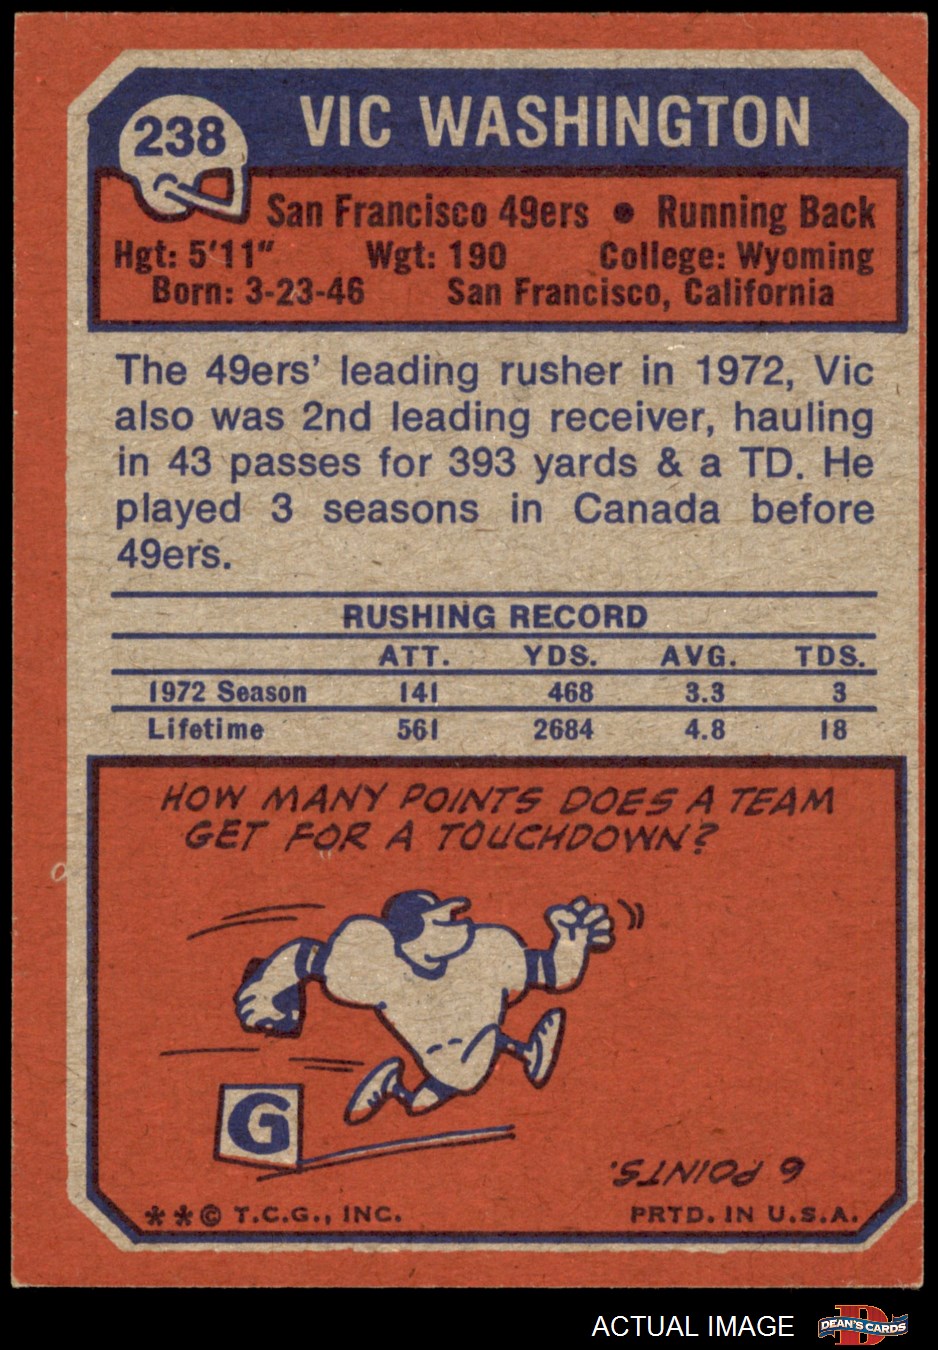 238
VIC WASHINGTON
San Francisco 49ers • Running Back
Hgt: 5'11" Wgt: 190 College: Wyoming
Born: 3-23-46 San Francisco, California
The 49ers' leading rusher in 1972, Vic
also was 2nd leading receiver, hauling
in 43 passes for 393 yards & a TD. He
played 3 seasons in Canada before
49ers.
RUSHING RECORD
ATT. YDS. AVG. TDS.
1972 Season 141 468 3.3 3
Lifetime 561 2684 4.8 18
HOW MANY POINTS DOES A TEAM
GET FOR A TOUCHDOWN?
G
6 POINTS.
**© T.C.G., INC. PRTD. IN U.S.A.
ACTUAL IMAGE
DEAN'S CARDS